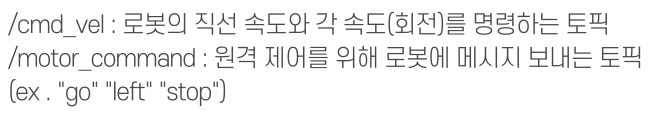 /cmd_vel : 로봇의 직선 속도와 각 속도(회전)를 명령하는 토픽
/motor_command : 원격 제어를 위해 로봇에 메시지 보내는 토픽
(ex . "go" "left" "stop")